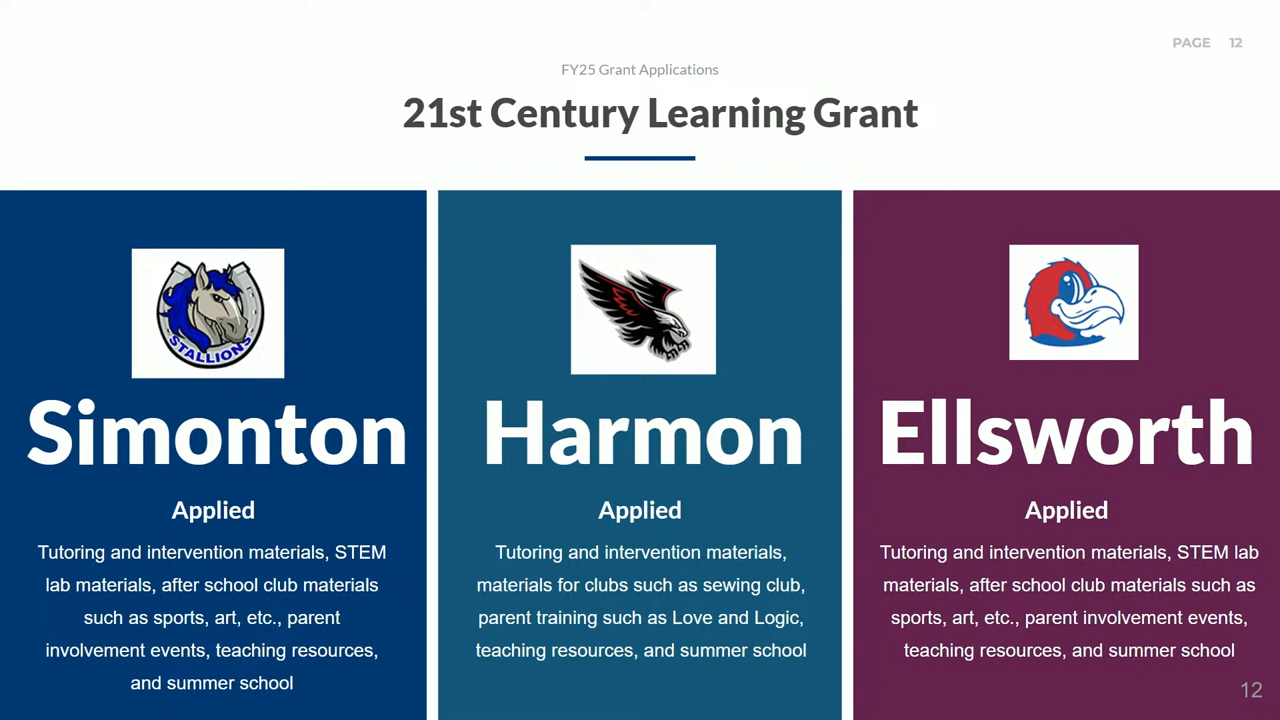 PAGE 12
FY25 Grant Applications
21st Century Learning Grant
STALLIONS
Simonton
Applied
Tutoring and intervention materials, STEM
lab materials, after school club materials
such as sports, art, etc., parent
involvement events, teaching resources,
and summer school
Harmon
Applied
Tutoring and intervention materials,
materials for clubs such as sewing club,
parent training such as Love and Logic,
teaching resources, and summer school
Ellsworth
Applied
Tutoring and intervention materials, STEM lab
materials, after school club materials such as
sports, art, etc., parent involvement events,
teaching resources, and summer school
12